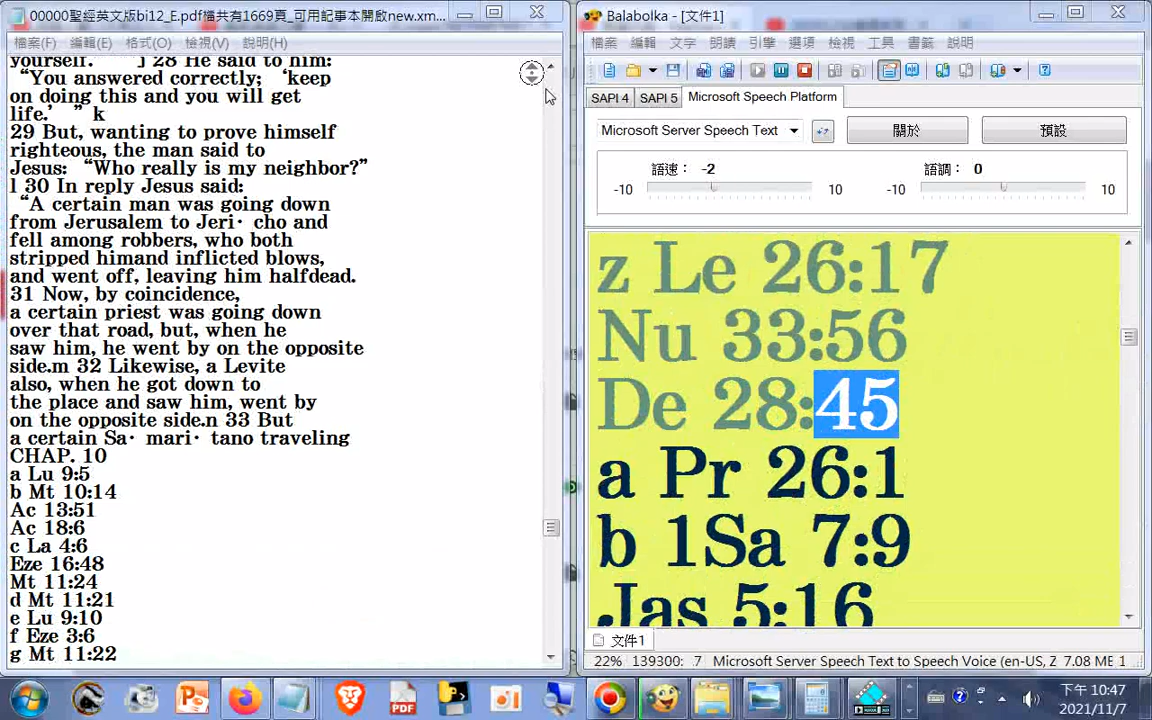 00000聖經英文版bi12_E.pdf檔共有1669頁_可用記事本開啟new.xm...
檔案(F) 編輯(E) 格式(O) 檢視(V) 說明(H)
yourself.’ ” j 28 He said to him:
“You answered correctly; ‘keep
on doing this and you will get
life.’ ” k
29 But, wanting to prove himself
righteous, the man said to
Jesus: “Who really is my neighbor?”
l 30 In reply Jesus said:
“A certain man was going down
from Jerusalem to Jeri· cho and
fell among robbers, who both
stripped himand inflicted blows,
and went off, leaving him halfdead.
31 Now, by coincidence,
a certain priest was going down
over that road, but, when he
saw him, he went by on the opposite
side.m 32 Likewise, a Levite
also, when he got down to
the place and saw him, went by
on the opposite side.n 33 But
a certain Sa· mari· tano traveling
CHAP. 10
a Lu 9:5
b Mt 10:14
Ac 13:51
Ac 18:6
c La 4:6
Eze 16:48
Mt 11:24
d Mt 11:21
e Lu 9:10
f Eze 3:6
g Mt 11:22
Balabolka - [文件1]
檔案 編輯 文字 朗讀 引擎 選項 檢視 工具 書籤 說明
SAPI 4 SAPI 5 Microsoft Speech Platform
Microsoft Server Speech Text 關於 預設
語速: -2 語調: 0
-10 10 -10 10
z Le 26:17
Nu 33:56
De 28:45
a Pr 26:1
b 1Sa 7:9
Jas 5:16
文件1
22% 139300: .7 Microsoft Server Speech Text to Speech Voice (en-US, Z 7.08 ME 1
PDF
下午 10:47
2021/11/7